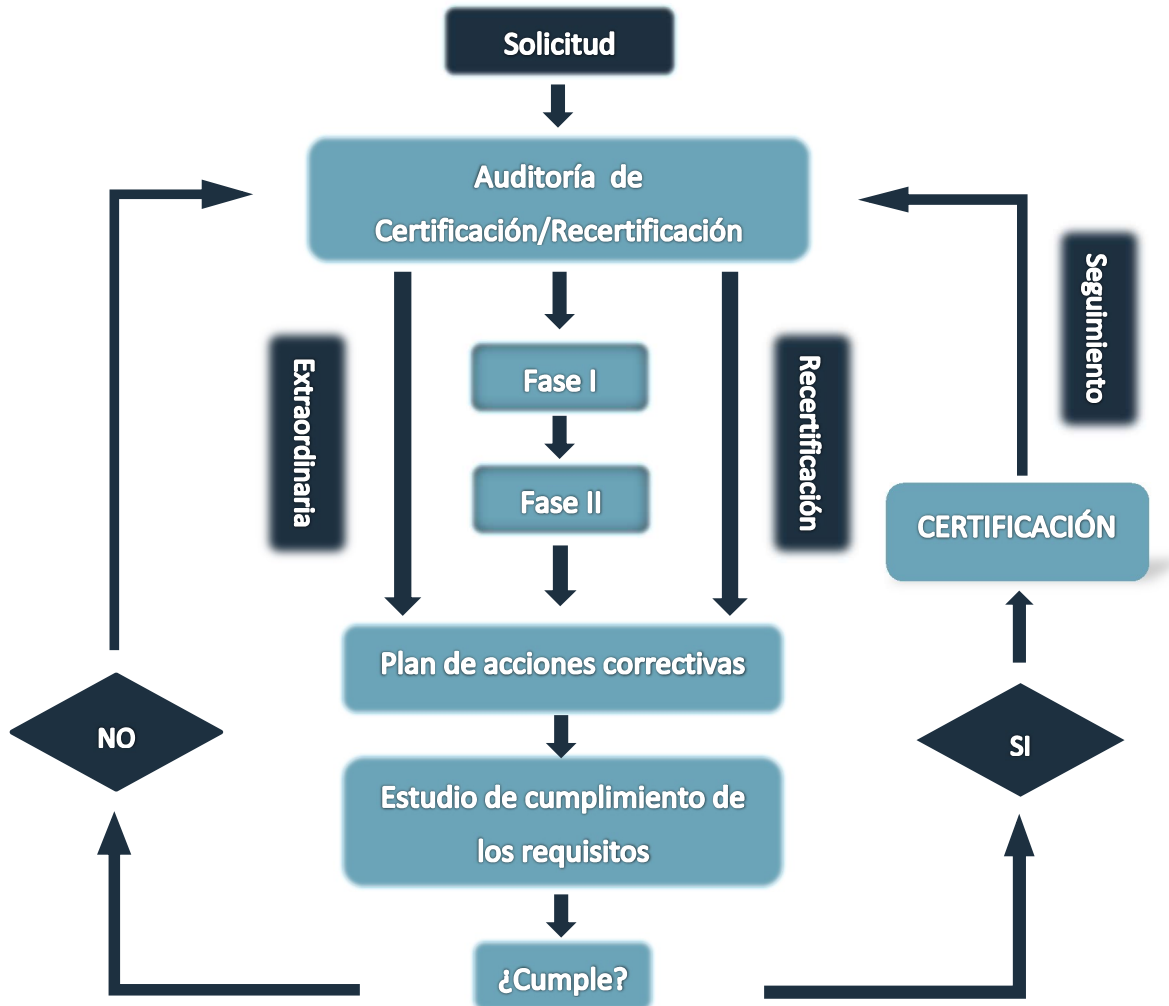 Solicitud
Auditoría de
Certificación/Recertificación
Extraordinaria
Fase I
Fase II
Recertificación
Seguimiento
CERTIFICACIÓN
Plan de acciones correctivas
NO
SI
Estudio de cumplimiento de
los requisitos
¿Cumple?